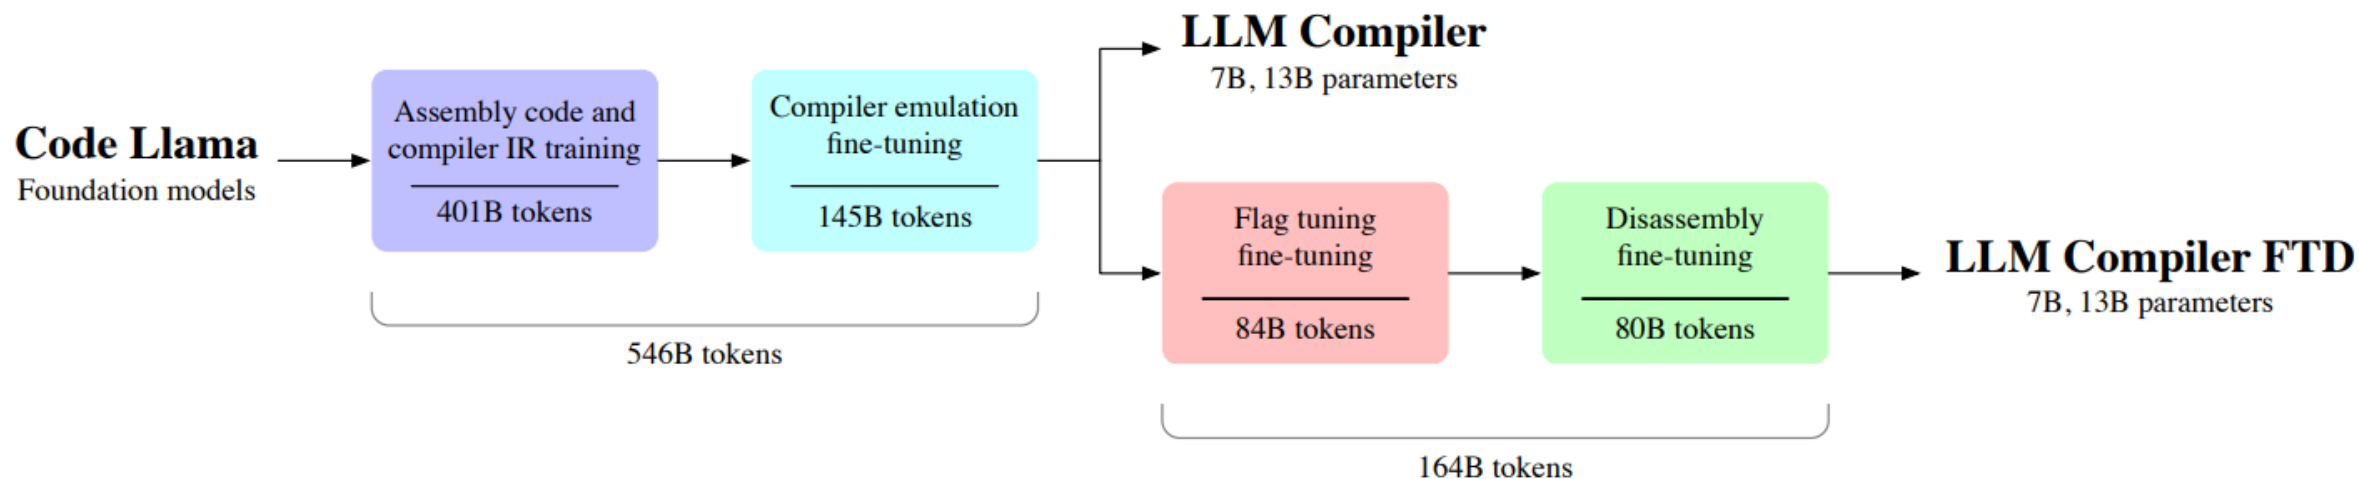 Code Llama
Foundation models
Assembly code and
compiler IR training
401B tokens
Compiler emulation
fine-tuning
145B tokens
546B tokens
LLM Compiler
7B, 13B parameters
Flag tuning
fine-tuning
84B tokens
Disassembly
fine-tuning
80B tokens
164B tokens
LLM Compiler FTD
7B, 13B parameters